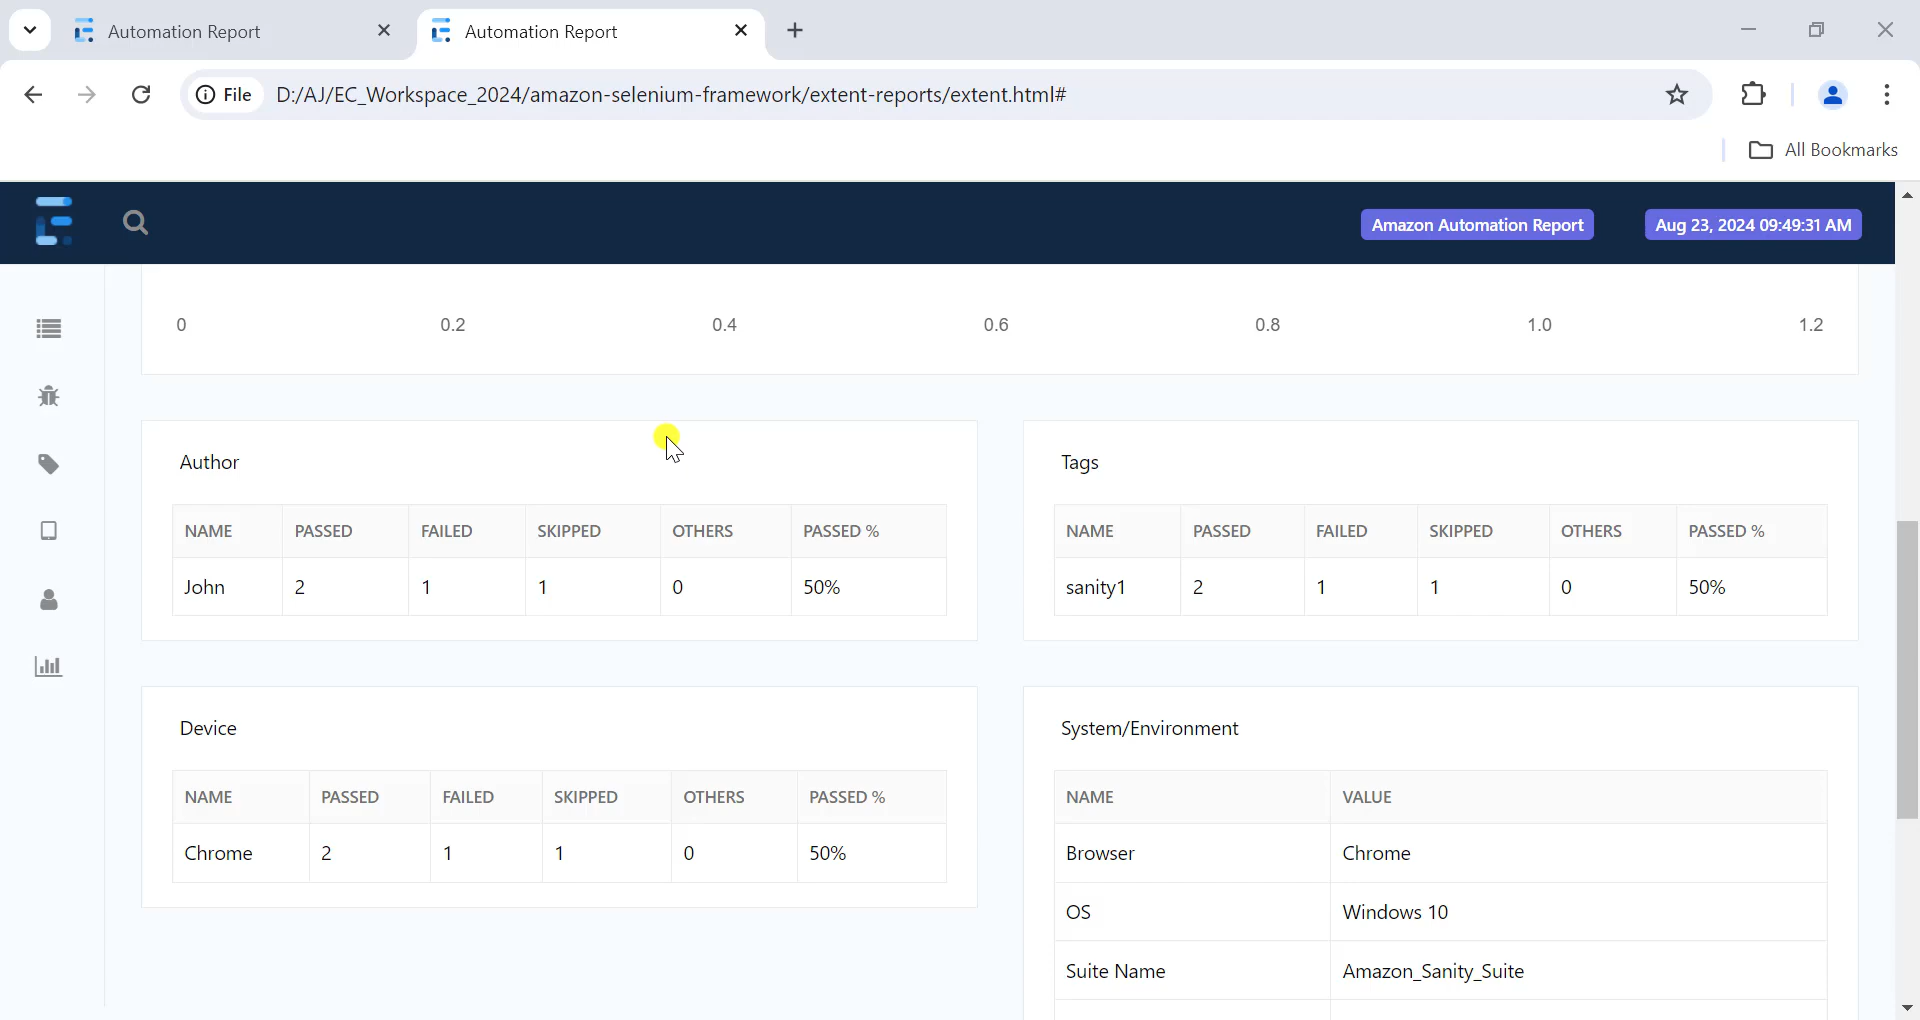 Automation Report
Automation Report
File D:/AJ/EC_Workspace_2024/amazon-selenium-framework/extent-reports/extent.html#
All Bookmarks
Amazon Automation Report Aug 23, 2024 09:49:31 AM
0 0.2 0.4 0.6 0.8 1.0 1.2
Author
NAME PASSED FAILED SKIPPED OTHERS PASSED %
John 2 1 1 0 50%
Tags
NAME PASSED FAILED SKIPPED OTHERS PASSED %
sanity1 2 1 1 0 50%
Device
NAME PASSED FAILED SKIPPED OTHERS PASSED %
Chrome 2 1 1 0 50%
System/Environment
NAME VALUE
Browser Chrome
OS Windows 10
Suite Name Amazon_Sanity_Suite